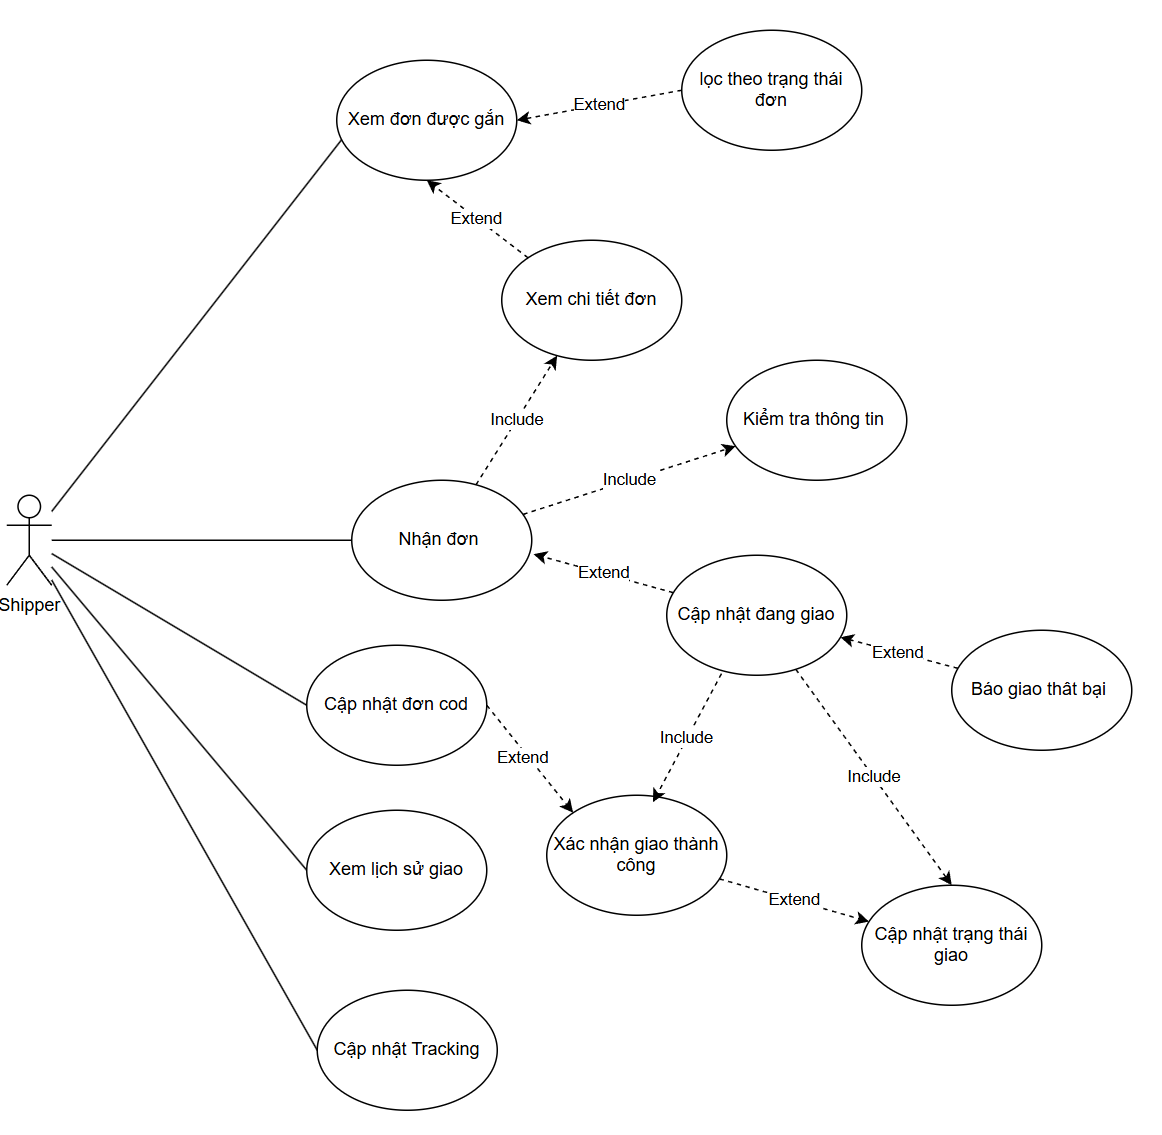 lọc theo trạng thái
đơn
Extend
Xem đơn được gắn
Extend
Xem chi tiết đơn
Include
Kiểm tra thông tin
Include
Nhận đơn
Extend
Shipper
Cập nhật đang giao
Extend
Báo giao thât bại
Cập nhật đơn cod
Include
Extend
Include
Xác nhận giao thành
công
Xem lịch sử giao
Extend
Cập nhật trạng thái
giao
Cập nhật Tracking